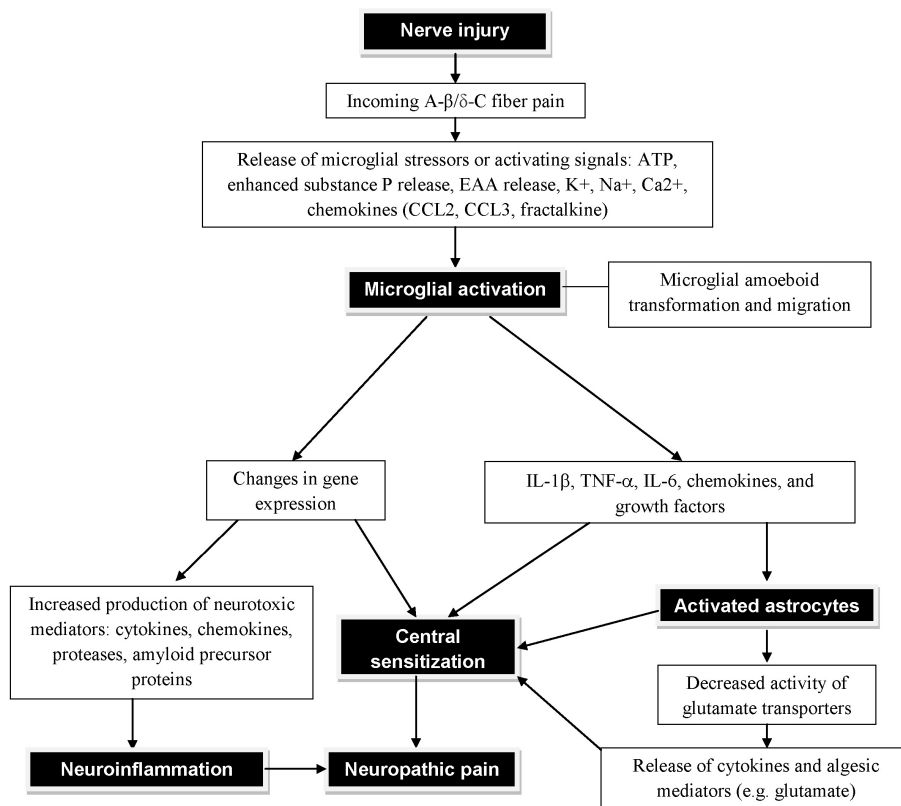 Nerve injury
Incoming A-β/δ-C fiber pain
Release of microglial stressors or activating signals: ATP,
enhanced substance P release, EAA release, K+, Na+, Ca2+,
chemokines (CCL2, CCL3, fractalkine)
Microglial activation
Microglial amoeboid
transformation and migration
Changes in gene
expression
IL-1β, TNF-α, IL-6, chemokines, and
growth factors
Increased production of neurotoxic
mediators: cytokines, chemokines,
proteases, amyloid precursor
proteins
Central
sensitization
Activated astrocytes
Decreased activity of
glutamate transporters
Neuroinflammation
Neuropathic pain
Release of cytokines and algesic
mediators (e.g. glutamate)